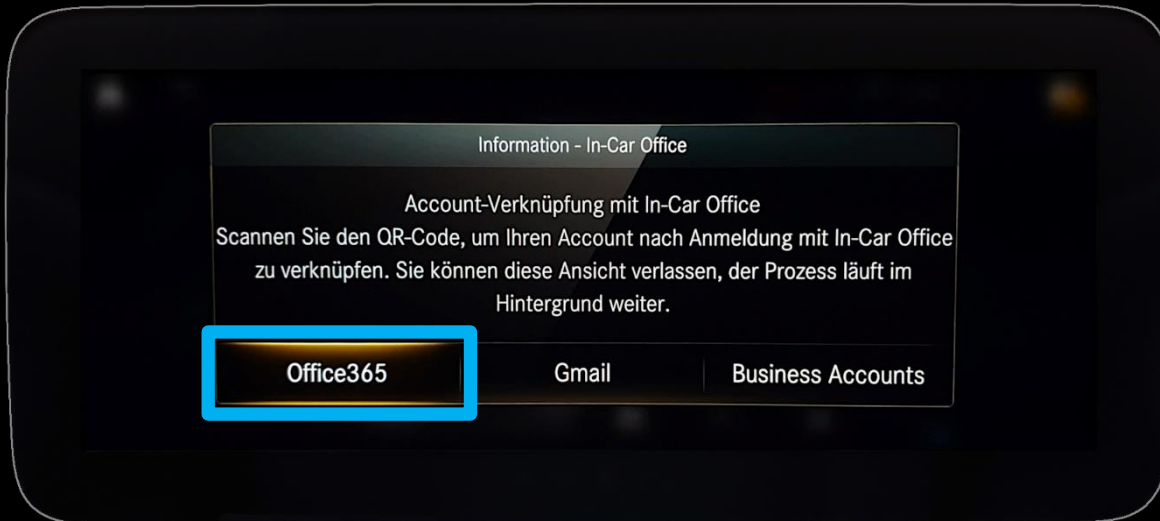 Information - In-Car Office
Account-Verknüpfung mit In-Car Office
Scannen Sie den QR-Code, um Ihren Account nach Anmeldung mit In-Car Office
zu verknüpfen. Sie können diese Ansicht verlassen, der Prozess läuft im
Hintergrund weiter.
Office365 Gmail Business Accounts